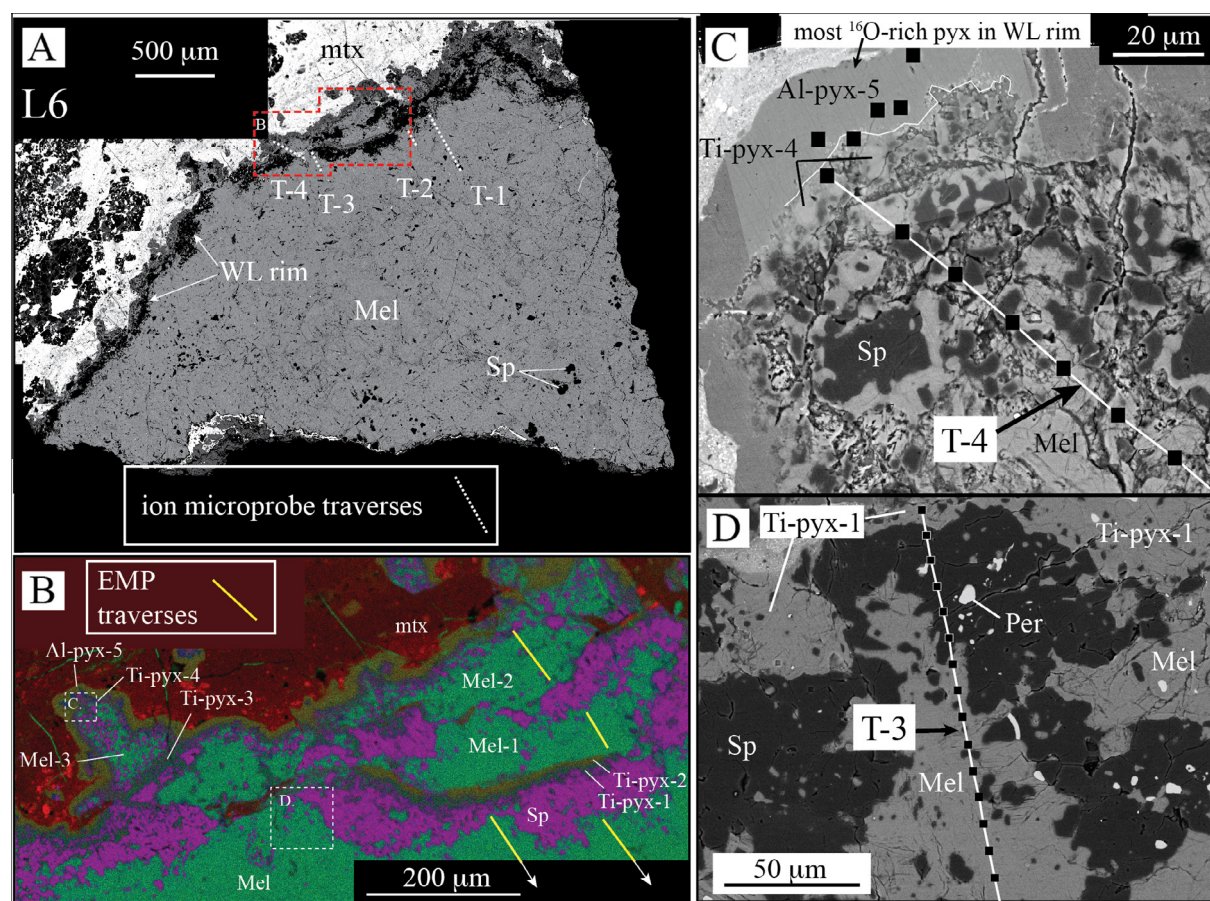 A
500 µm
L6
mtx
B
T-4
T-3
T-2
T-1
WL rim
Mel
Sp
ion microprobe traverses
B
EMP
traverses
mtx
Al-pyx-5
Ti-pyx-4
Ti-pyx-3
C.
Mel-2
Mel-3
Mel-1
Ti-pyx-2
Ti-pyx-1
D.
Sp
Mel
200 µm
C
most ¹⁶O-rich pyx in WL rim
20 µm
Al-pyx-5
Ti-pyx-4
Sp
T-4
Mel
D
Ti-pyx-1
Ti-pyx-1
Per
Mel
T-3
Sp
Mel
50 µm